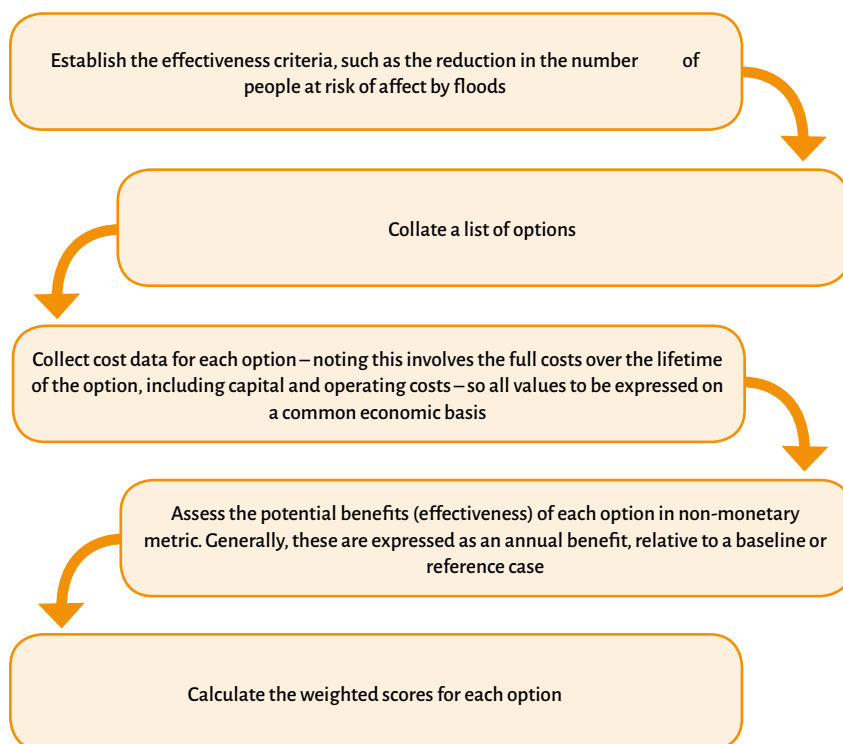 Establish the effectiveness criteria, such as the reduction in the number of
people at risk of affect by floods
Collate a list of options
Collect cost data for each option – noting this involves the full costs over the lifetime
of the option, including capital and operating costs – so all values to be expressed on
a common economic basis
Assess the potential benefits (effectiveness) of each option in non-monetary
metric. Generally, these are expressed as an annual benefit, relative to a baseline or
reference case
Calculate the weighted scores for each option